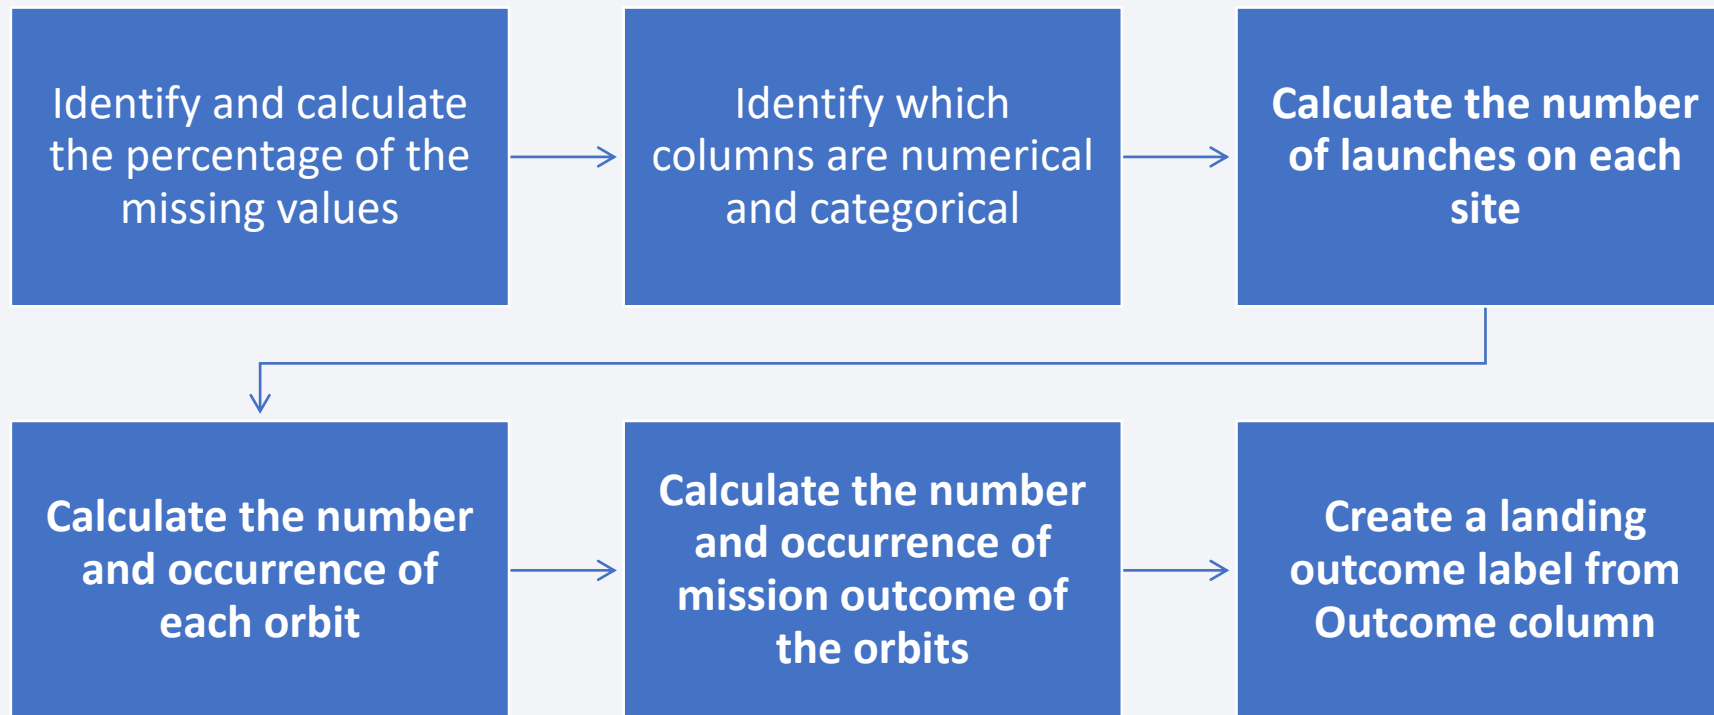 Identify and calculate
the percentage of the
missing values
Identify which
columns are numerical
and categorical
Calculate the number
of launches on each
site
Calculate the number
and occurrence of
each orbit
Calculate the number
and occurrence of
mission outcome of
the orbits
Create a landing
outcome label from
Outcome column